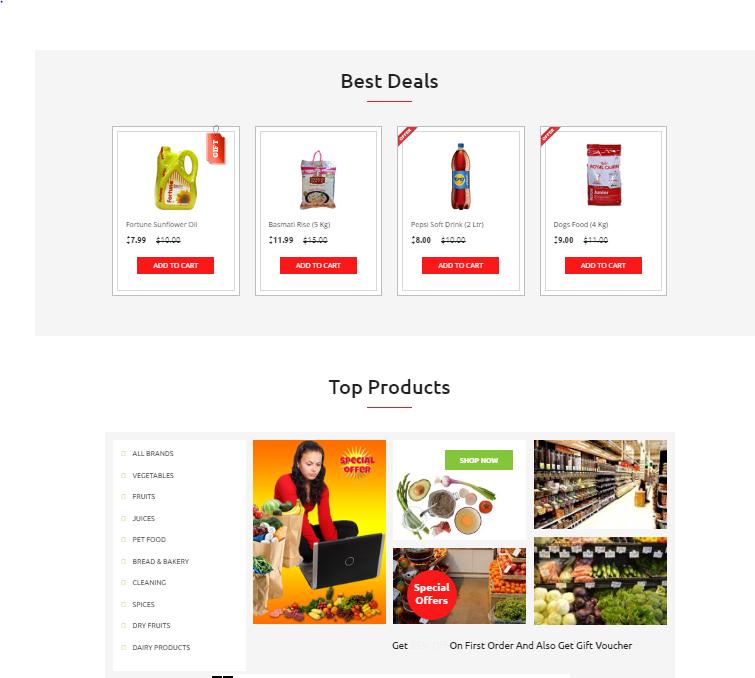 Best Deals
GIFT
OFFER
OFFER
Fortune
ROYAL CANIN
Junior
Fortune Sunflower Oil
Basmati Rise (5 Kg)
Pepsi Soft Drink (2 Ltr)
Dogs Food (4 Kg)
$7.99 $10.00
$11.99 $15.00
$8.00 $10.00
$9.00 $11.00
ADD TO CART
ADD TO CART
ADD TO CART
ADD TO CART
Top Products
ALL BRANDS
VEGETABLES
FRUITS
JUICES
PET FOOD
BREAD & BAKERY
CLEANING
SPICES
DRY FRUITS
DAIRY PRODUCTS
SPECIAL
OFFER
SHOP NOW
Special
Offers
Get On First Order And Also Get Gift Voucher